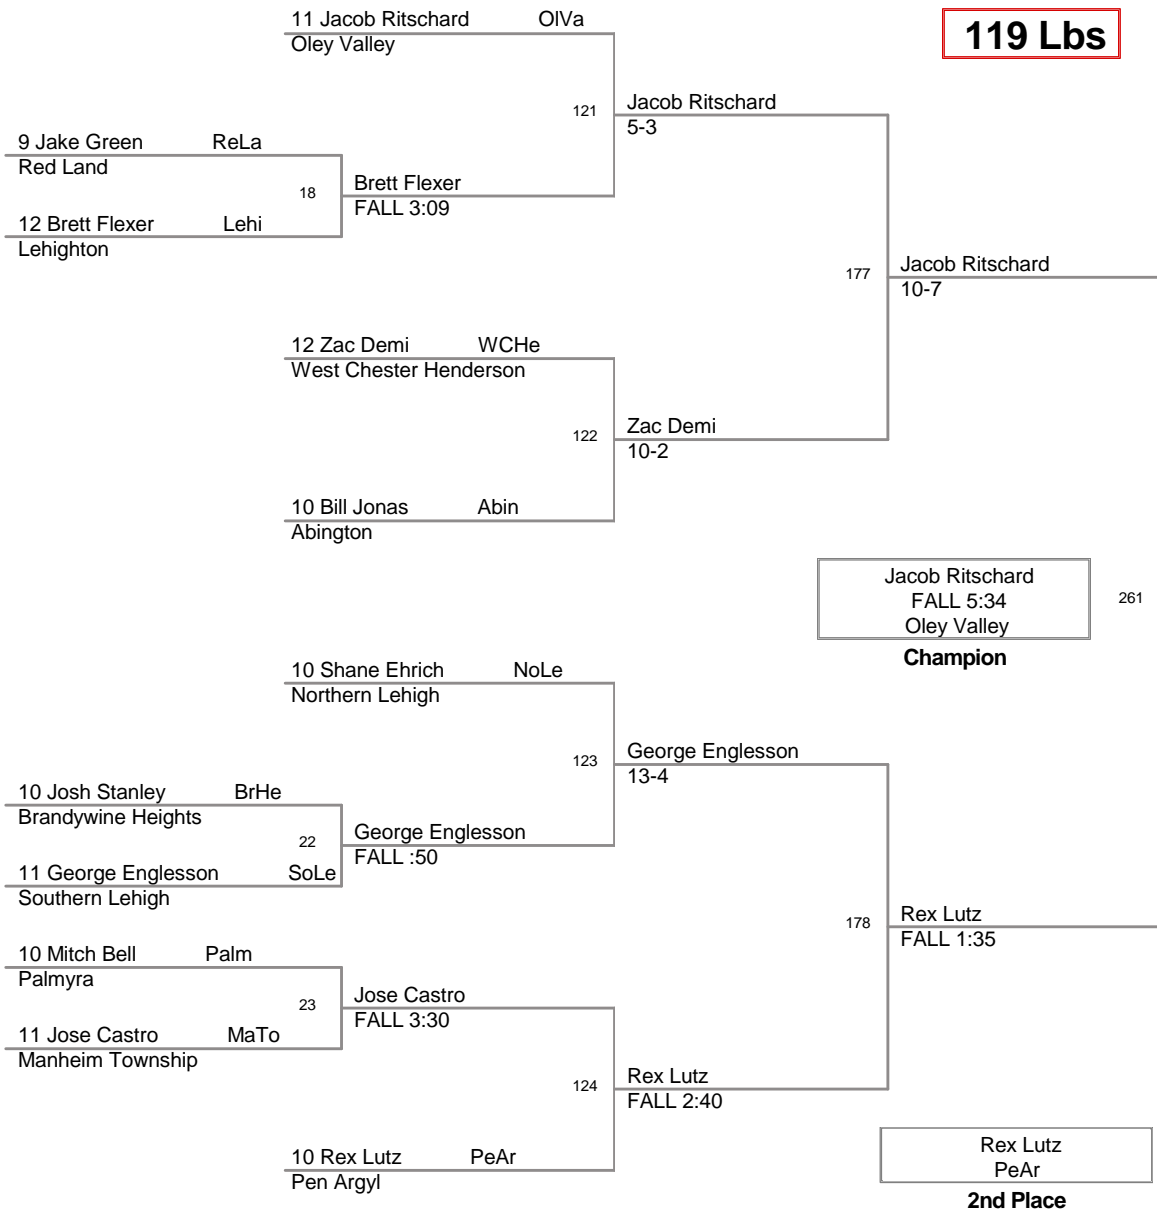 11 Jacob Ritschard OlVa
119 Lbs
Oley Valley
121
Jacob Ritschard
5-3
9 Jake Green ReLa
Red Land
18
Brett Flexer
FALL 3:09
12 Brett Flexer Lehi
Lehighton
177
Jacob Ritschard
10-7
12 Zac Demi WCHe
West Chester Henderson
122
Zac Demi
10-2
10 Bill Jonas Abin
Abington
Jacob Ritschard
FALL 5:34
261
Oley Valley
Champion
10 Shane Ehrich NoLe
Northern Lehigh
123
George Englesson
13-4
10 Josh Stanley BrHe
Brandywine Heights
22
George Englesson
FALL :50
11 George Englesson SoLe
Southern Lehigh
178
Rex Lutz
FALL 1:35
10 Mitch Bell Palm
Palmyra
23
Jose Castro
FALL 3:30
11 Jose Castro MaTo
Manheim Township
124
Rex Lutz
FALL 2:40
10 Rex Lutz PeAr
Pen Argyl
Rex Lutz
PeAr
2nd Place